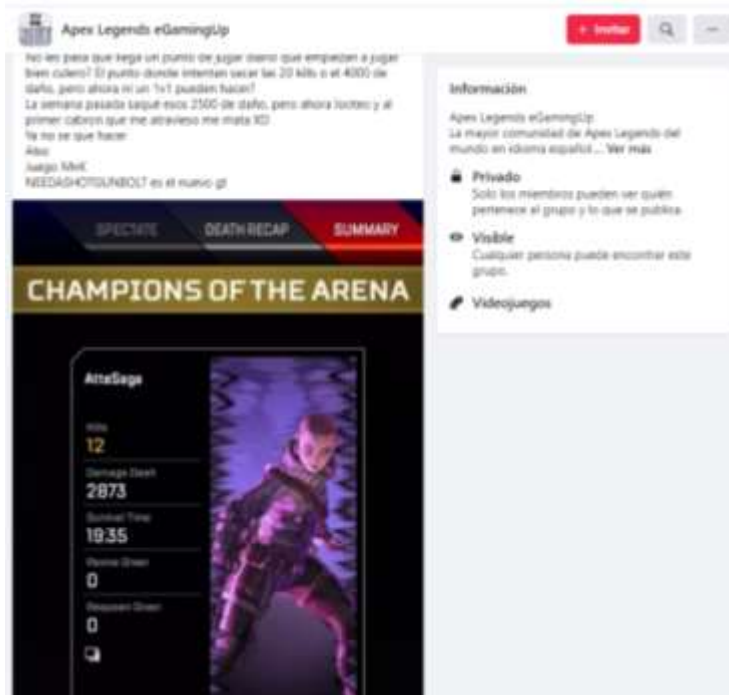 Apex Legends eGamingUp
+ Invitar
No les pasa que llega un punto de jugar diario que empiezan a jugar
bien culero? El punto donde intentan sacar las 20 kills o el 4000 de
daño, pero ahora ni un 1v1 pueden hacer?
La semana pasada saqué esos 2500 de daño, pero ahora looteo y al
primer cabron que me atravieso me mata XD
Ya no se que hacer
Atxo
Juego: MnK
NEEDASHOTGUNBOLT es el nuevo gt
SPECTATE
DEATH RECAP
SUMMARY
CHAMPIONS OF THE ARENA
AtteSaga
Kills
12
Damage Dealt
2873
Survival Time
19:35
Revive Given
0
Respawn Given
0
Información
Apex Legends eGamingUp
La mayor comunidad de Apex Legends del
mundo en idioma español ... Ver más
Privado
Solo los miembros pueden ver quién
pertenece al grupo y lo que se publica.
Visible
Cualquier persona puede encontrar este
grupo.
Videojuegos